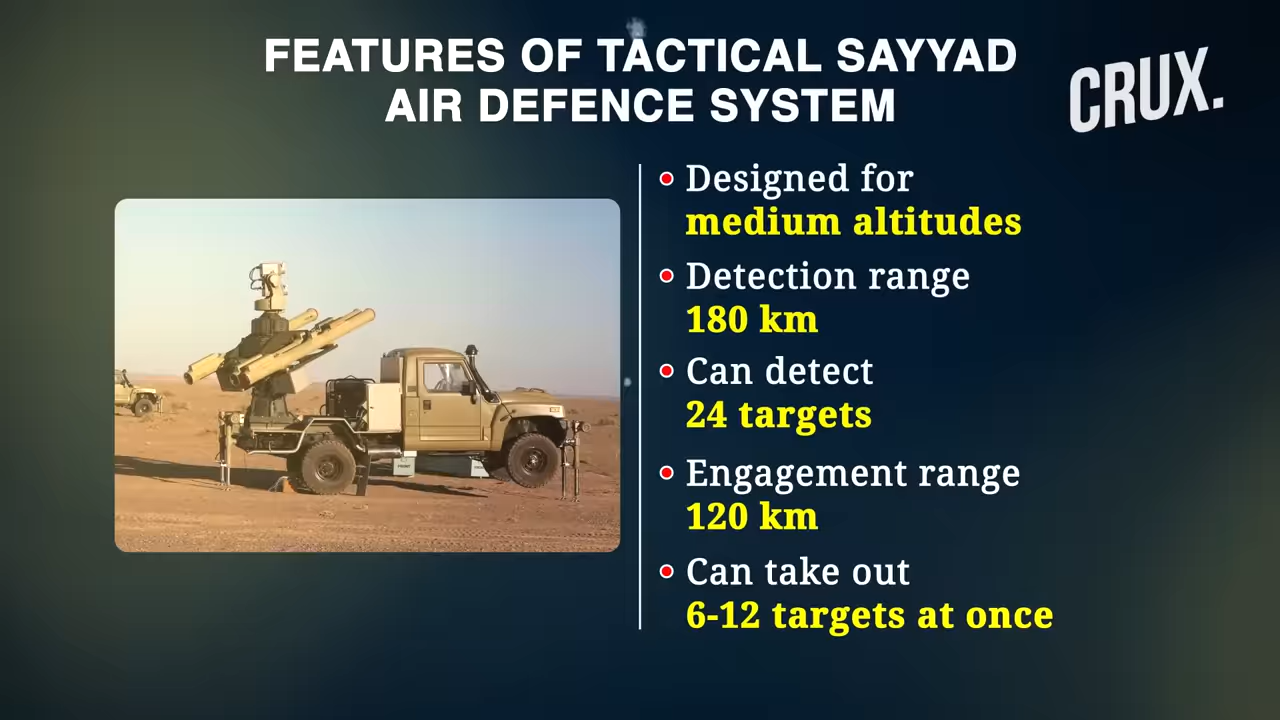 FEATURES OF TACTICAL SAYYAD
AIR DEFENCE SYSTEM
CRUX.
Designed for
medium altitudes
Detection range
180 km
Can detect
24 targets
Engagement range
120 km
Can take out
6-12 targets at once